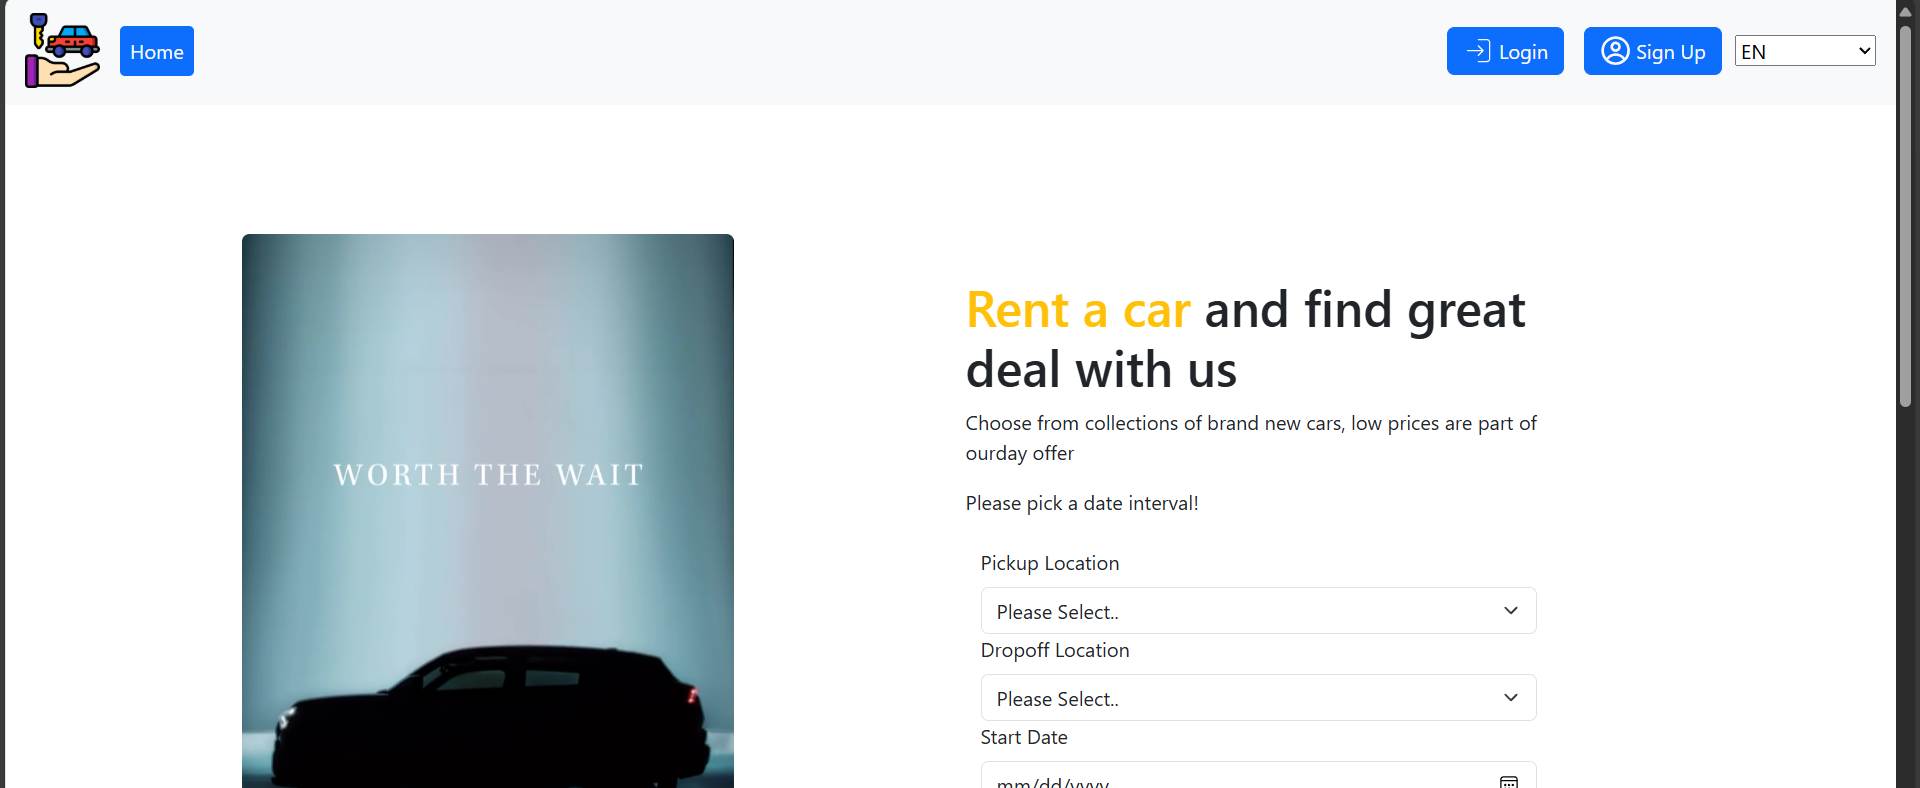 Home
Login
Sign Up
EN
WORTH THE WAIT
Rent a car and find great
deal with us
Choose from collections of brand new cars, low prices are part of
ourday offer
Please pick a date interval!
Pickup Location
Please Select..
Dropoff Location
Please Select..
Start Date
mm/dd/yyyy